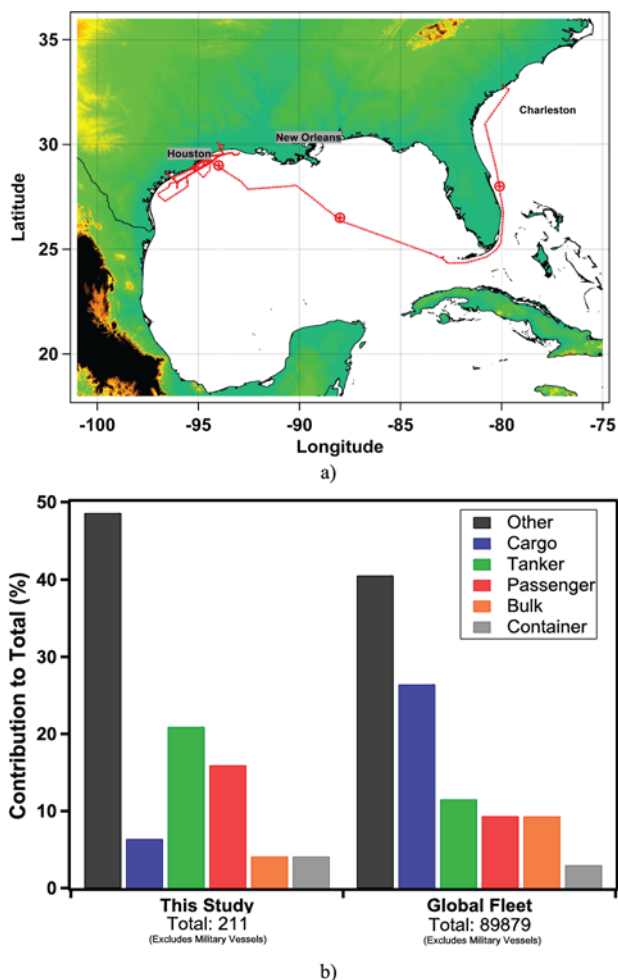 35
30
25
20
Latitude
Charleston
New Orleans
Houston
-100
-95
-90
-85
-80
-75
Longitude
a)
50
40
30
20
10
0
Contribution to Total (%)
Other
Cargo
Tanker
Passenger
Bulk
Container
This Study
Total: 211
(Excludes Military Vessels)
Global Fleet
Total: 89879
(Excludes Military Vessels)
b)